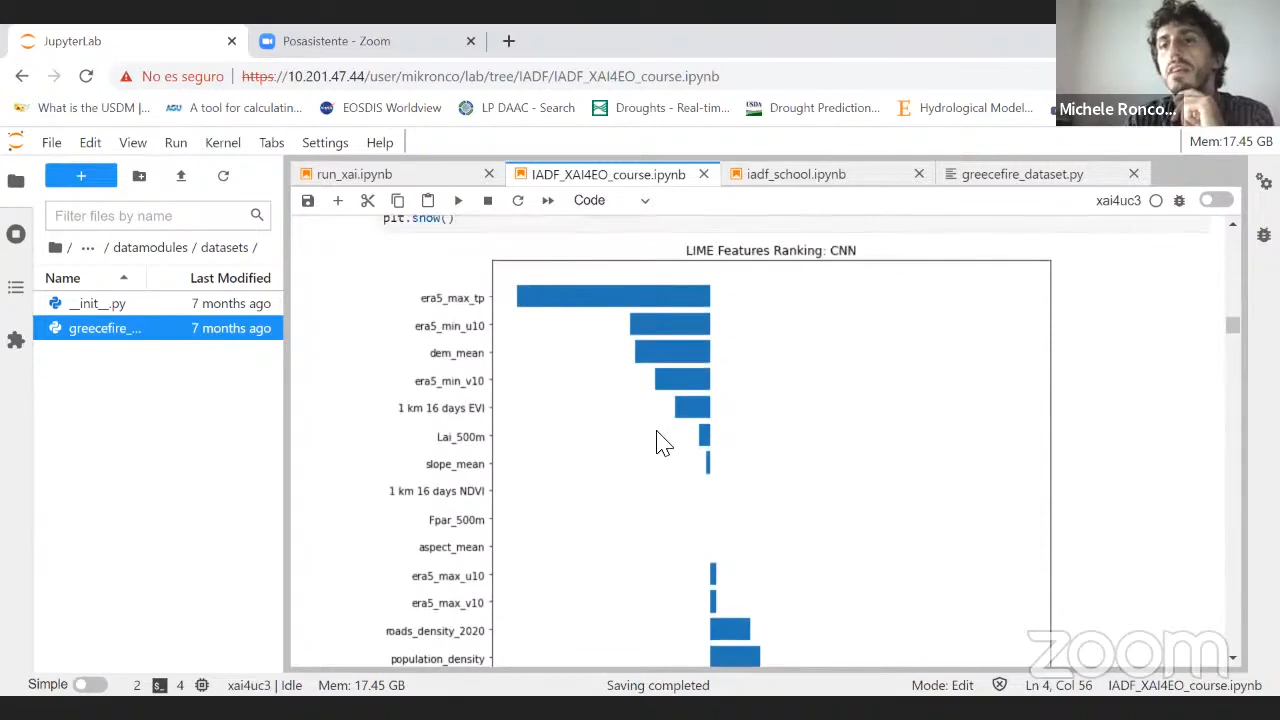 JupyterLab
Posasistente - Zoom
No es seguro
https://10.201.47.44/user/mikronco/lab/tree/IADF/IADF_XAI4EO_course.ipynb
What is the USDM |...
AGU
A tool for calculatin...
EOSDIS Worldview
LP DAAC - Search
Droughts - Real-tim...
USDA
Drought Prediction...
Hydrological Model...
Michele Ronco...
File Edit View Run Kernel Tabs Settings Help
Mem:17.45 GB
run_xai.ipynb
IADF_XAI4EO_course.ipynb
iadf_school.ipynb
greecefire_dataset.py
Filter files by name
Code
xai4uc3
/ ··· / datamodules / datasets /
plt.show()
Name
Last Modified
__init__.py
7 months ago
greecefire_...
7 months ago
LIME Features Ranking: CNN
era5_max_tp
era5_min_u10
dem_mean
era5_min_v10
1 km 16 days EVI
Lai_500m
slope_mean
1 km 16 days NDVI
Fpar_500m
aspect_mean
era5_max_u10
era5_max_v10
roads_density_2020
population_density
zoom
Simple
2
4
xai4uc3 | Idle
Mem: 17.45 GB
Saving completed
Mode: Edit
Ln 4, Col 56
IADF_XAI4EO_course.ipynb